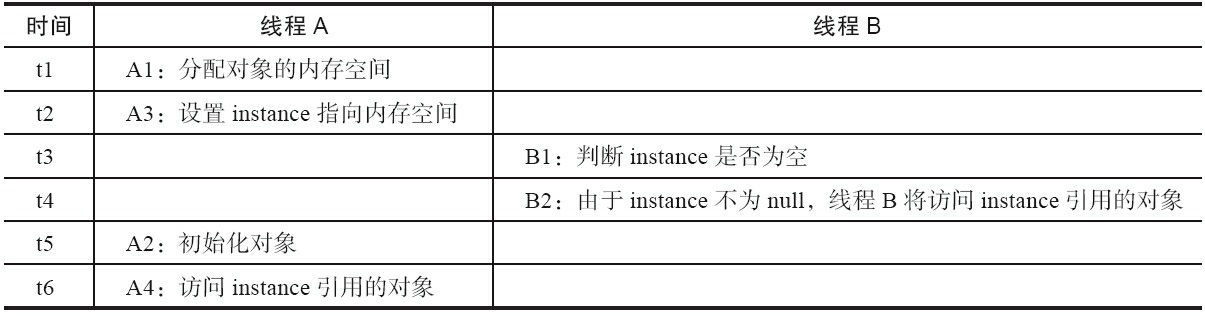 时间 线程 A 线程 B
t1 A1：分配对象的内存空间
t2 A3：设置 instance 指向内存空间
t3 B1：判断 instance 是否为空
t4 B2：由于 instance 不为 null，线程 B 将访问 instance 引用的对象
t5 A2：初始化对象
t6 A4：访问 instance 引用的对象